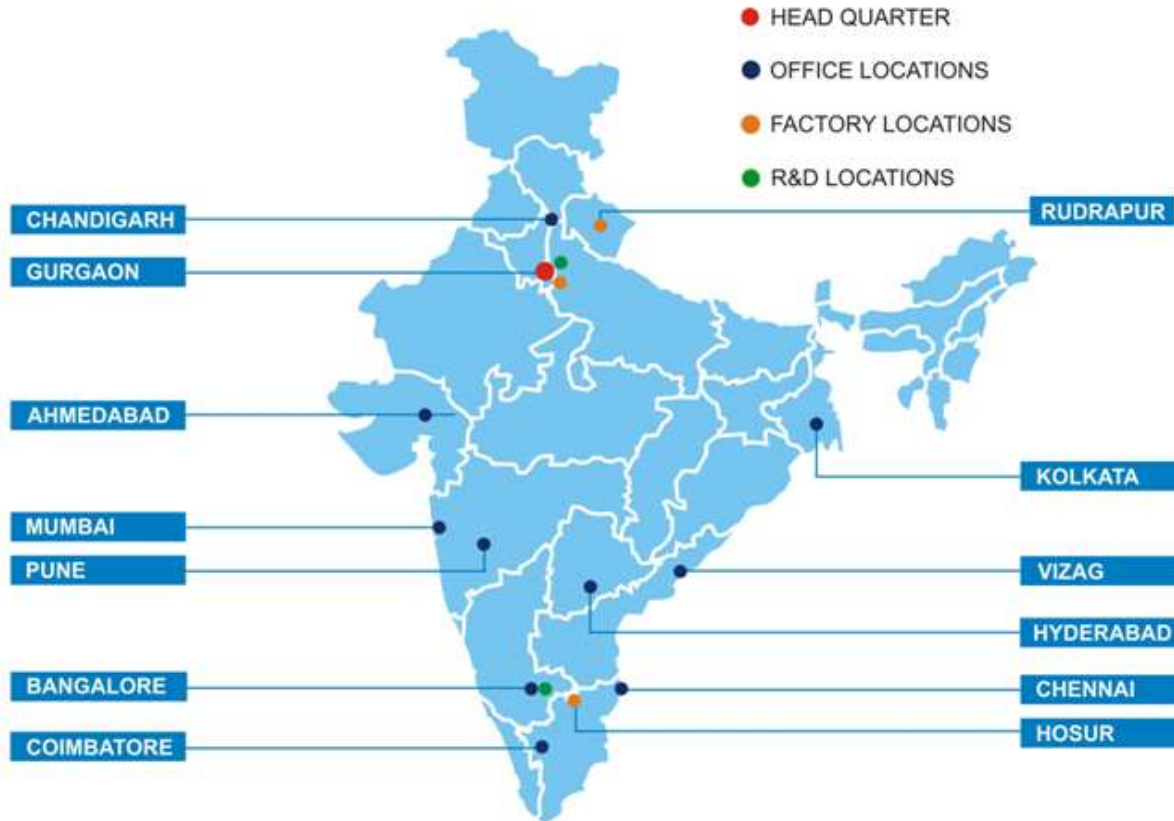 HEAD QUARTER
OFFICE LOCATIONS
FACTORY LOCATIONS
R&D LOCATIONS
CHANDIGARH
RUDRAPUR
GURGAON
AHMEDABAD
KOLKATA
MUMBAI
PUNE
VIZAG
HYDERABAD
BANGALORE
CHENNAI
HOSUR
COIMBATORE